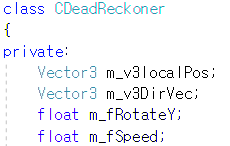 class CDeadReckoner
{
private:
Vector3 m_v3localPos;
Vector3 m_v3DirVec;
float m_fRotateY;
float m_fSpeed;